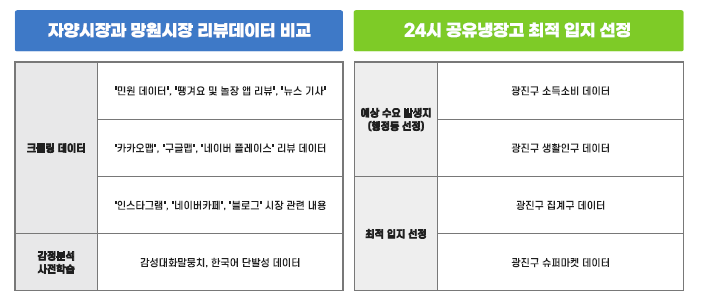 자양시장과 망원시장 리뷰데이터 비교
크롤링 데이터
'민원 데이터', '땡겨요 및 놀장 앱 리뷰', '뉴스 기사'
'카카오맵', '구글맵', '네이버 플레이스' 리뷰 데이터
'인스타그램', '네이버카페', '블로그' 시장 관련 내용
감정분석
사전학습
감성대화말뭉치, 한국어 단발성 데이터
24시 공유냉장고 최적 입지 선정
예상 수요 발생지
(행정동 선정)
광진구 소득소비 데이터
광진구 생활인구 데이터
최적 입지 선정
광진구 집계구 데이터
광진구 슈퍼마켓 데이터